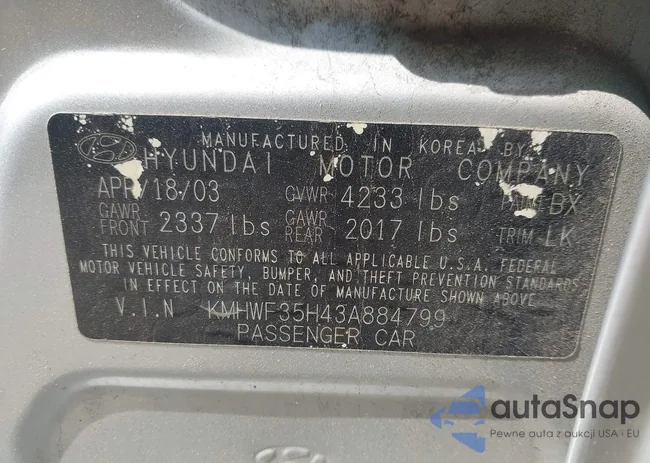 MANUFACTURED IN KOREA BY
HYUNDAI MOTOR COMPANY
APR/18/03 GVWR 4233 lbs PAINT BX
GAWR FRONT 2337 lbs GAWR REAR 2017 lbs TRIM LK
THIS VEHICLE CONFORMS TO ALL APPLICABLE U.S.A. FEDERAL
MOTOR VEHICLE SAFETY, BUMPER, AND THEFT PREVENTION STANDARDS
IN EFFECT ON THE DATE OF MANUFACTURE SHOWN ABOVE
V.I.N KMHWF35H43A884799
PASSENGER CAR
autaSnap
Pewne auta z aukcji USA i EU